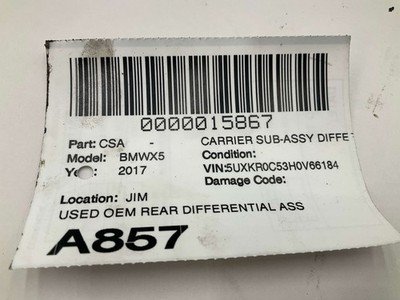 0000015867
Part: CSA - CARRIER SUB-ASSY DIFFE
Model: BMWX5 Condition:
2017 VIN:5UXKR0C53H0V66184
Damage Code:
Location: JIM
USED OEM REAR DIFFERENTIAL ASS
A857